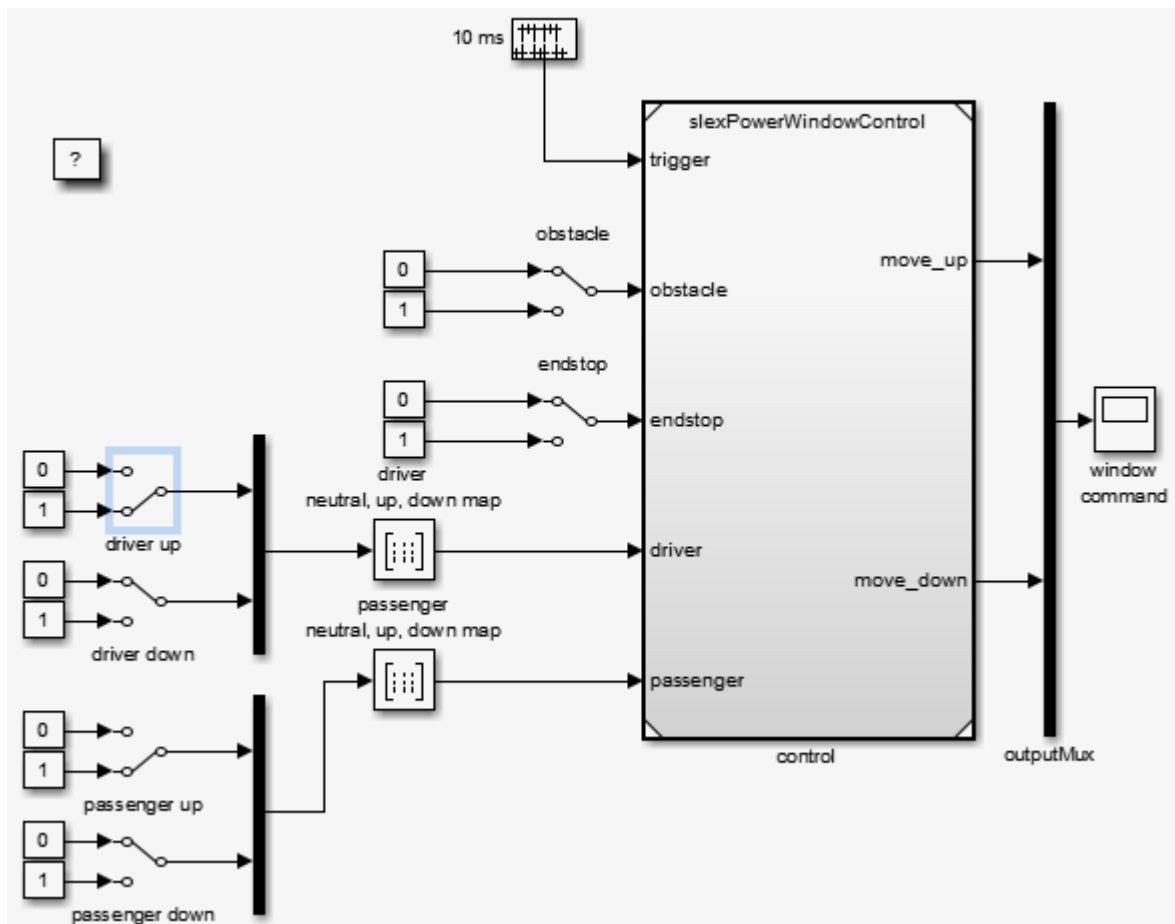 10 ms
slexPowerWindowControl
trigger
?
obstacle
0
1
obstacle
move_up
endstop
0
1
endstop
driver
neutral, up, down map
window
command
0
1
driver up
driver
move_down
0
1
driver down
passenger
neutral, up, down map
passenger
0
1
passenger up
control
outputMux
0
1
passenger down